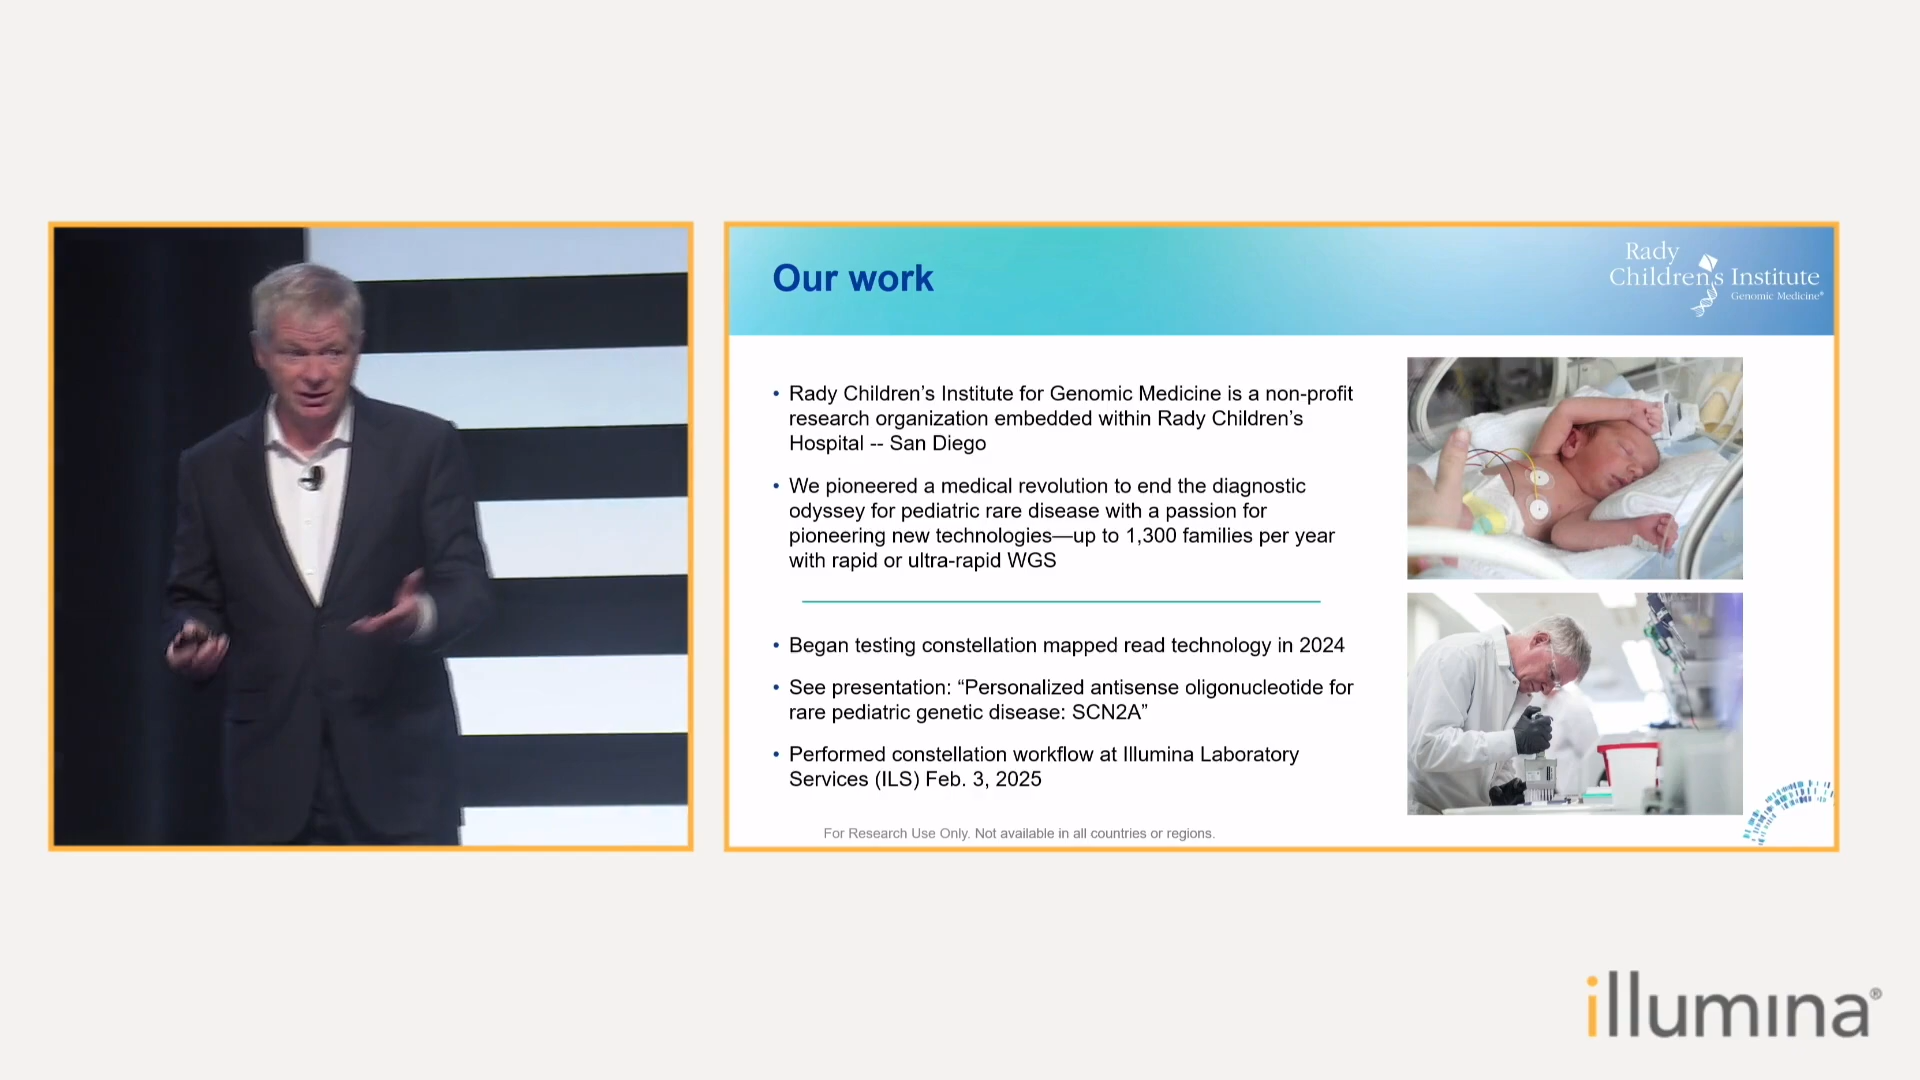 Our work
Rady
Children's Institute
Genomic Medicine®
• Rady Children’s Institute for Genomic Medicine is a non-profit
research organization embedded within Rady Children’s
Hospital -- San Diego
• We pioneered a medical revolution to end the diagnostic
odyssey for pediatric rare disease with a passion for
pioneering new technologies—up to 1,300 families per year
with rapid or ultra-rapid WGS
• Began testing constellation mapped read technology in 2024
• See presentation: “Personalized antisense oligonucleotide for
rare pediatric genetic disease: SCN2A”
• Performed constellation workflow at Illumina Laboratory
Services (ILS) Feb. 3, 2025
For Research Use Only. Not available in all countries or regions.
illumina®